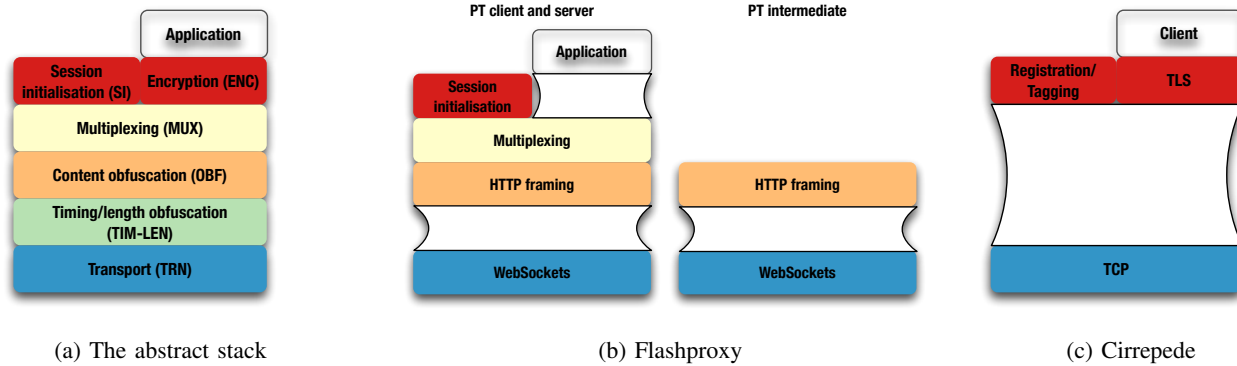 Application
Session
initialisation (SI)
Encryption (ENC)
Multiplexing (MUX)
Content obfuscation (OBF)
Timing/length obfuscation
(TIM-LEN)
Transport (TRN)
(a) The abstract stack
PT client and server
PT intermediate
Application
Session
initialisation
Multiplexing
HTTP framing
HTTP framing
WebSockets
WebSockets
(b) Flashproxy
Client
Registration/
Tagging
TLS
TCP
(c) Cirrepede